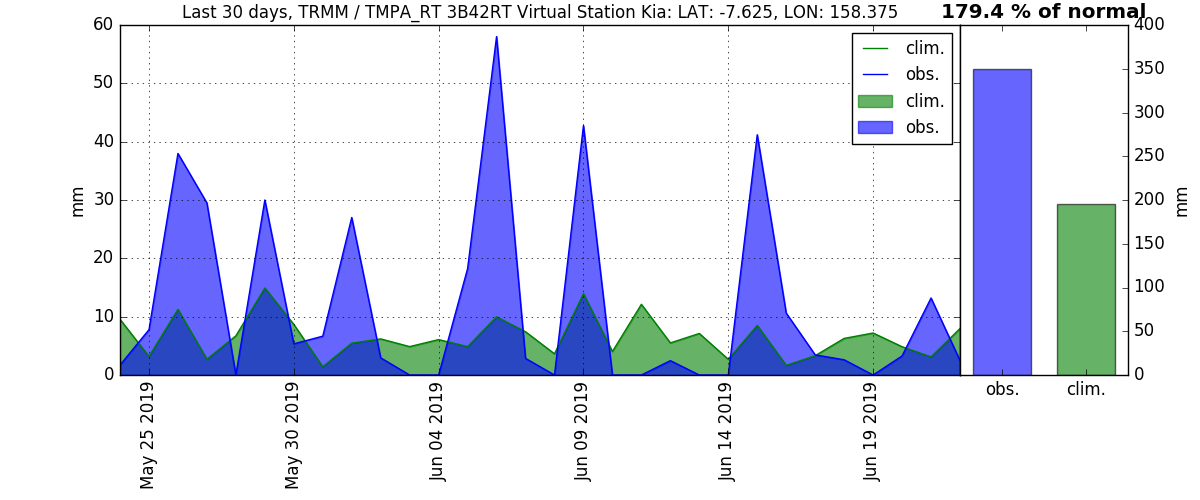 Last 30 days, TRMM / TMPA_RT 3B42RT Virtual Station Kia: LAT: -7.625, LON: 158.375
179.4 % of normal
mm
60
50
40
30
20
10
0
clim.
obs.
clim.
obs.
May 25 2019
May 30 2019
Jun 04 2019
Jun 09 2019
Jun 14 2019
Jun 19 2019
400
350
300
250
200
150
100
50
0
mm
obs.
clim.